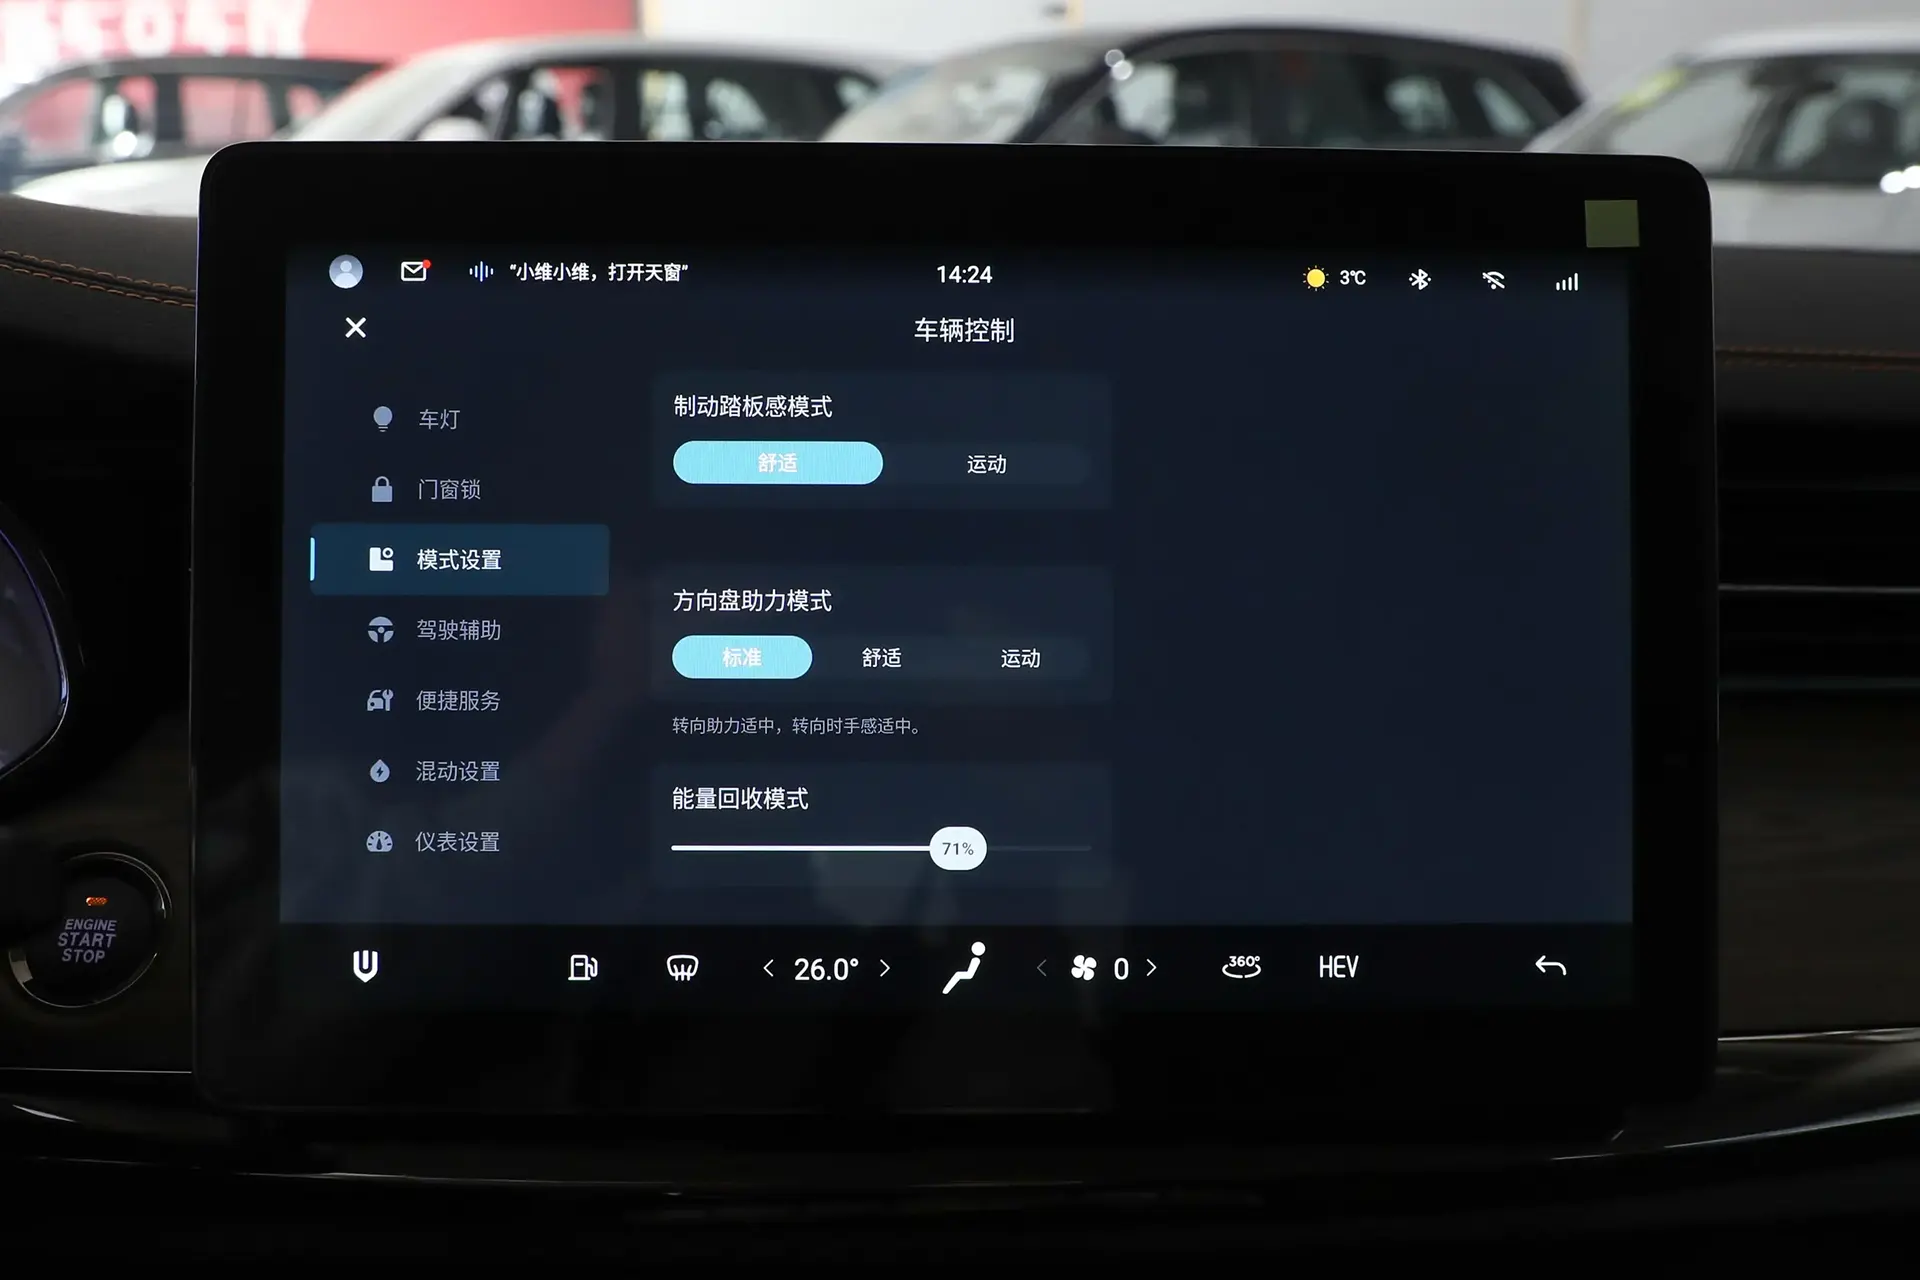 "小维小维，打开天窗"
14:24
3℃
车辆控制
车灯
门窗锁
模式设置
驾驶辅助
便捷服务
混动设置
仪表设置
制动踏板感模式
舒适 运动
方向盘助力模式
标准 舒适 运动
转向助力适中，转向时手感适中。
能量回收模式
71%
ENGINE
START
STOP
26.0°
0
360°
HEV